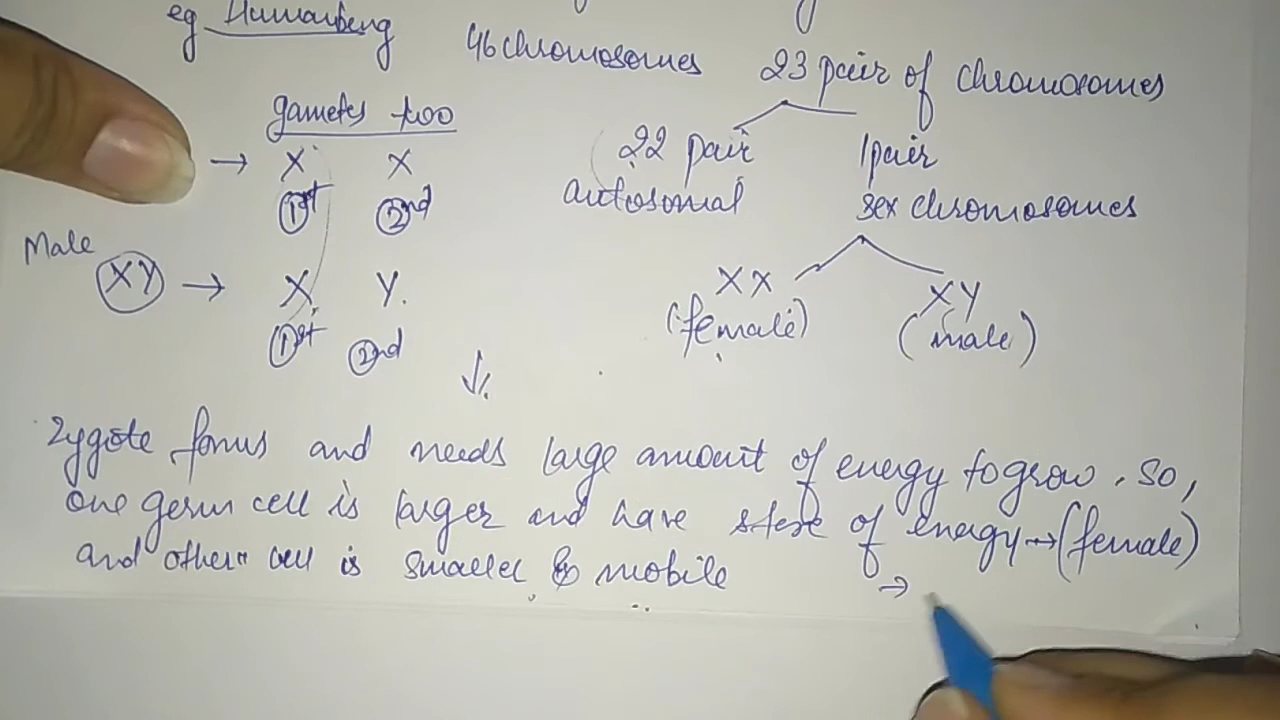 eg Humanbeng
46 chromosomes 23 pair of chromosomes
gametes too
→ X X
1st 2nd
Male
XY → X Y.
1st 2nd
22 pair
autosomal
1 pair
sex chromosomes
XX
(female)
XY
(male)
↓
Zygote forms and needs large amount of energy to grow. So,
one germ cell is larger and have store of energy → (female)
and other cell is smaller & mobile →